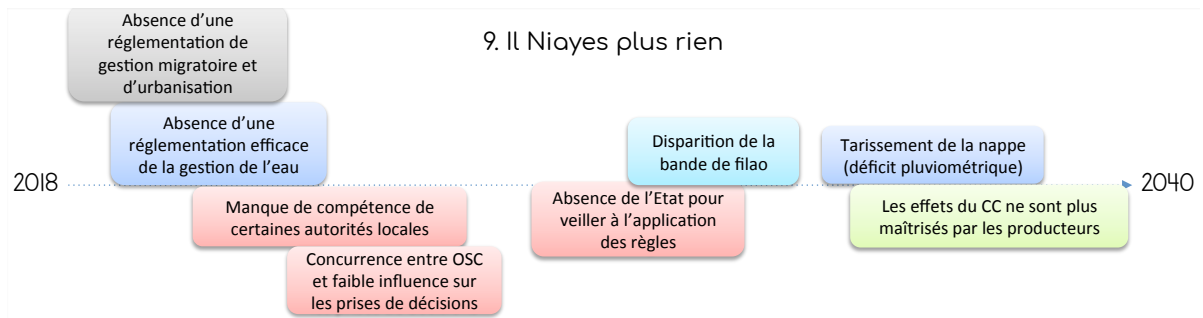 Absence d'une
réglementation de
gestion migratoire et
d'urbanisation
9. Il Niayes plus rien
Absence d'une
réglementation efficace
de la gestion de l'eau
Disparition de la
bande de filao
Tarissement de la nappe
(déficit pluviométrique)
2018
2040
Manque de compétence de
certaines autorités locales
Absence de l'Etat pour
veiller à l'application
des règles
Les effets du CC ne sont plus
maîtrisés par les producteurs
Concurrence entre OSC
et faible influence sur
les prises de décisions